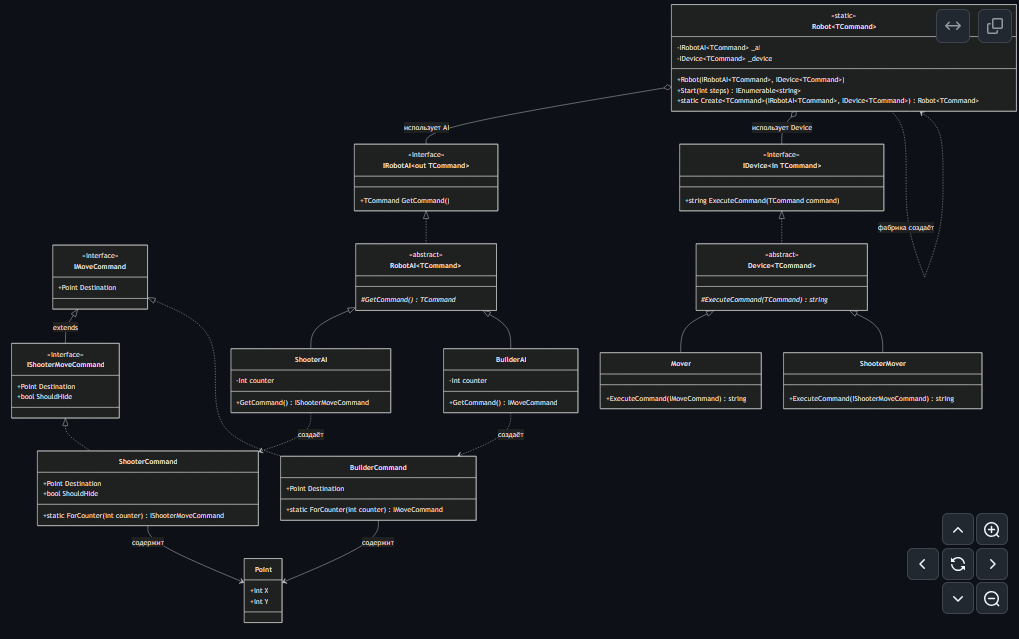 «static»
Robot<TCommand>
-IRobotAI<TCommand> _ai
-IDevice<TCommand> _device
+Robot(IRobotAI<TCommand>, IDevice<TCommand>)
+Start(int steps) : IEnumerable<string>
+static Create<TCommand>(IRobotAI<TCommand>, IDevice<TCommand>) : Robot<TCommand>
использует AI
использует Device
«interface»
IRobotAI<out TCommand>
+TCommand GetCommand()
«interface»
IDevice<in TCommand>
+string ExecuteCommand(TCommand command)
фабрика создаёт
«interface»
IMoveCommand
+Point Destination
«abstract»
RobotAI<TCommand>
#GetCommand() : TCommand
«abstract»
Device<TCommand>
#ExecuteCommand(TCommand) : string
extends
«interface»
IShooterMoveCommand
+Point Destination
+bool ShouldHide
ShooterAI
-int counter
+GetCommand() : IShooterMoveCommand
BuilderAI
-int counter
+GetCommand() : IMoveCommand
Mover
+ExecuteCommand(IMoveCommand) : string
ShooterMover
+ExecuteCommand(IShooterMoveCommand) : string
создаёт
создаёт
ShooterCommand
+Point Destination
+bool ShouldHide
+static ForCounter(int counter) : IShooterMoveCommand
BuilderCommand
+Point Destination
+static ForCounter(int counter) : IMoveCommand
содержит
содержит
Point
+int X
+int Y